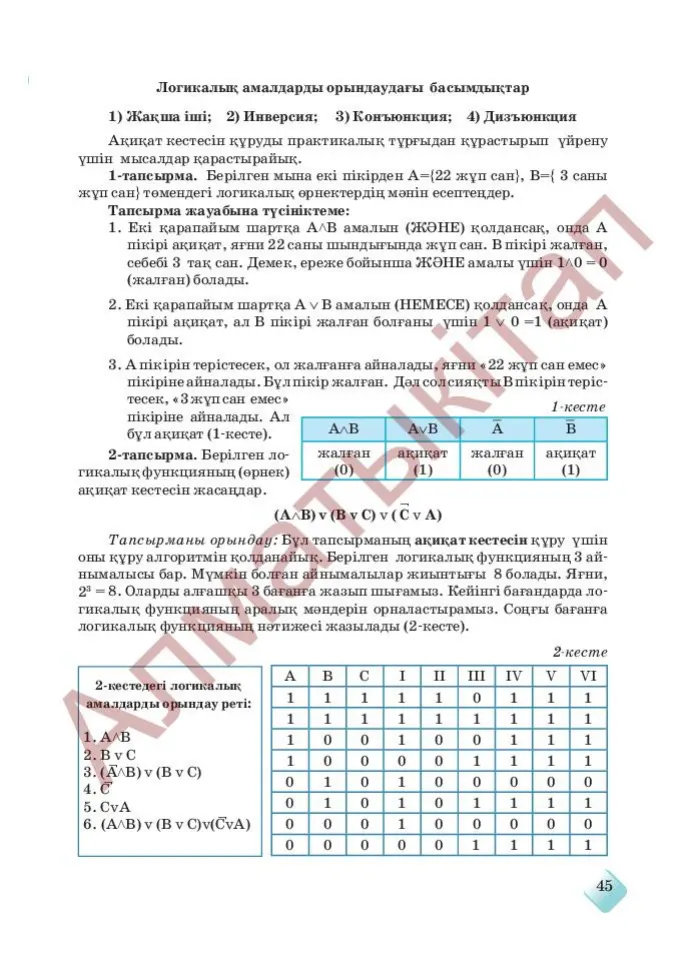 Логикалық амалдарды орындаудағы басымдықтар
1) Жақша іші; 2) Инверсия; 3) Конъюнкция; 4) Дизъюнкция
Ақиқат кестесін құруды практикалық тұрғыдан құрастырып үйрену
үшін мысалдар қарастырайық.
1-тапсырма. Берілген мына екі пікірден А={22 жұп сан}, В={ 3 саны
жұп сан} төмендегі логикалық өрнектердің мәнін есептеңдер.
Тапсырма жауабына түсініктеме:
1. Екі қарапайым шартқа А∧В амалын (ЖӘНЕ) қолдансақ, онда А
пікірі ақиқат, яғни 22 саны шындығында жұп сан. В пікірі жалған,
себебі 3 тақ сан. Демек, ереже бойынша ЖӘНЕ амалы үшін 1∧0 = 0
(жалған) болады.
2. Екі қарапайым шартқа А ∨ В амалын (НЕМЕСЕ) қолдансақ, онда А
пікірі ақиқат, ал В пікірі жалған болғаны үшін 1 ∨ 0 =1 (ақиқат)
болады.
3. А пікірін терістесек, ол жалғанға айналады, яғни «22 жұп сан емес»
пікіріне айналады. Бұл пікір жалған. Дәл сол сияқты В пікірін теріс-
тесек, «3 жұп сан емес»
пікіріне айналады. Ал
бұл ақиқат (1-кесте).
1-кесте
А∧В А∨В A̅ B̅
жалған ақиқат жалған ақиқат
(0) (1) (0) (1)
2-тапсырма. Берілген ло-
гикалық функцияның (өрнек)
ақиқат кестесін жасаңдар.
(А∧В) v (В v С) v ( C̅ v А)
Тапсырманы орындау: Бұл тапсырманың ақиқат кестесін құру үшін
оны құру алгоритмін қолданайық. Берілген логикалық функцияның 3 ай-
нымалысы бар. Мүмкін болған айнымалылар жиынтығы 8 болады. Яғни,
2³ = 8. Оларды алғашқы 3 бағанға жазып шығамыз. Кейінгі бағандарда ло-
гикалық функцияның аралық мәндерін орналастырамыз. Соңғы бағанға
логикалық функцияның нәтижесі жазылады (2-кесте).
2-кесте
2-кестедегі логикалық
амалдарды орындау реті:
1. А∧В
2. В v С
3. (A̅∧В) v (В v С)
4. C̅
5. СvА
6. (А∧В) v (В v С)v(C̅vА)
А В С I II III IV V VI
1 1 1 1 1 0 1 1 1
1 1 1 1 1 1 1 1 1
1 0 0 1 0 0 1 1 1
1 0 0 0 0 1 1 1 1
0 1 0 1 0 0 0 0 0
0 1 0 1 0 1 1 1 1
0 0 0 1 0 0 0 0 0
0 0 0 0 0 1 1 1 1
45
Алматыкітап